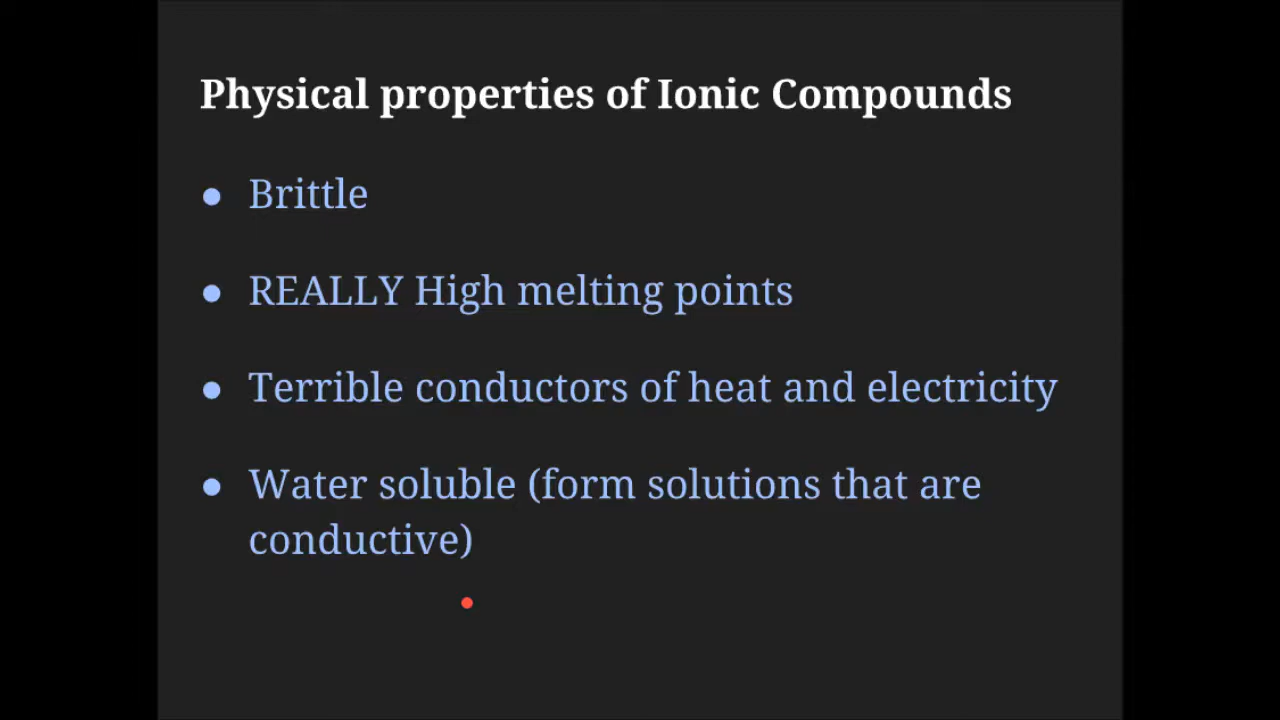 Physical properties of Ionic Compounds
● Brittle
● REALLY High melting points
● Terrible conductors of heat and electricity
● Water soluble (form solutions that are
conductive)